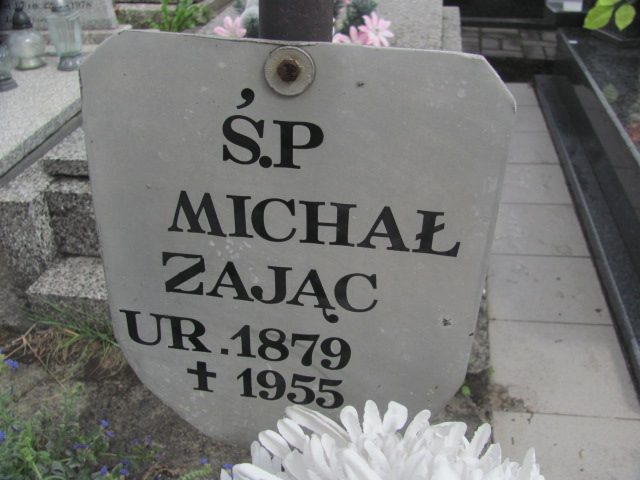 Ś.P
MICHAŁ
ZAJĄC
UR. 1879
† 1955